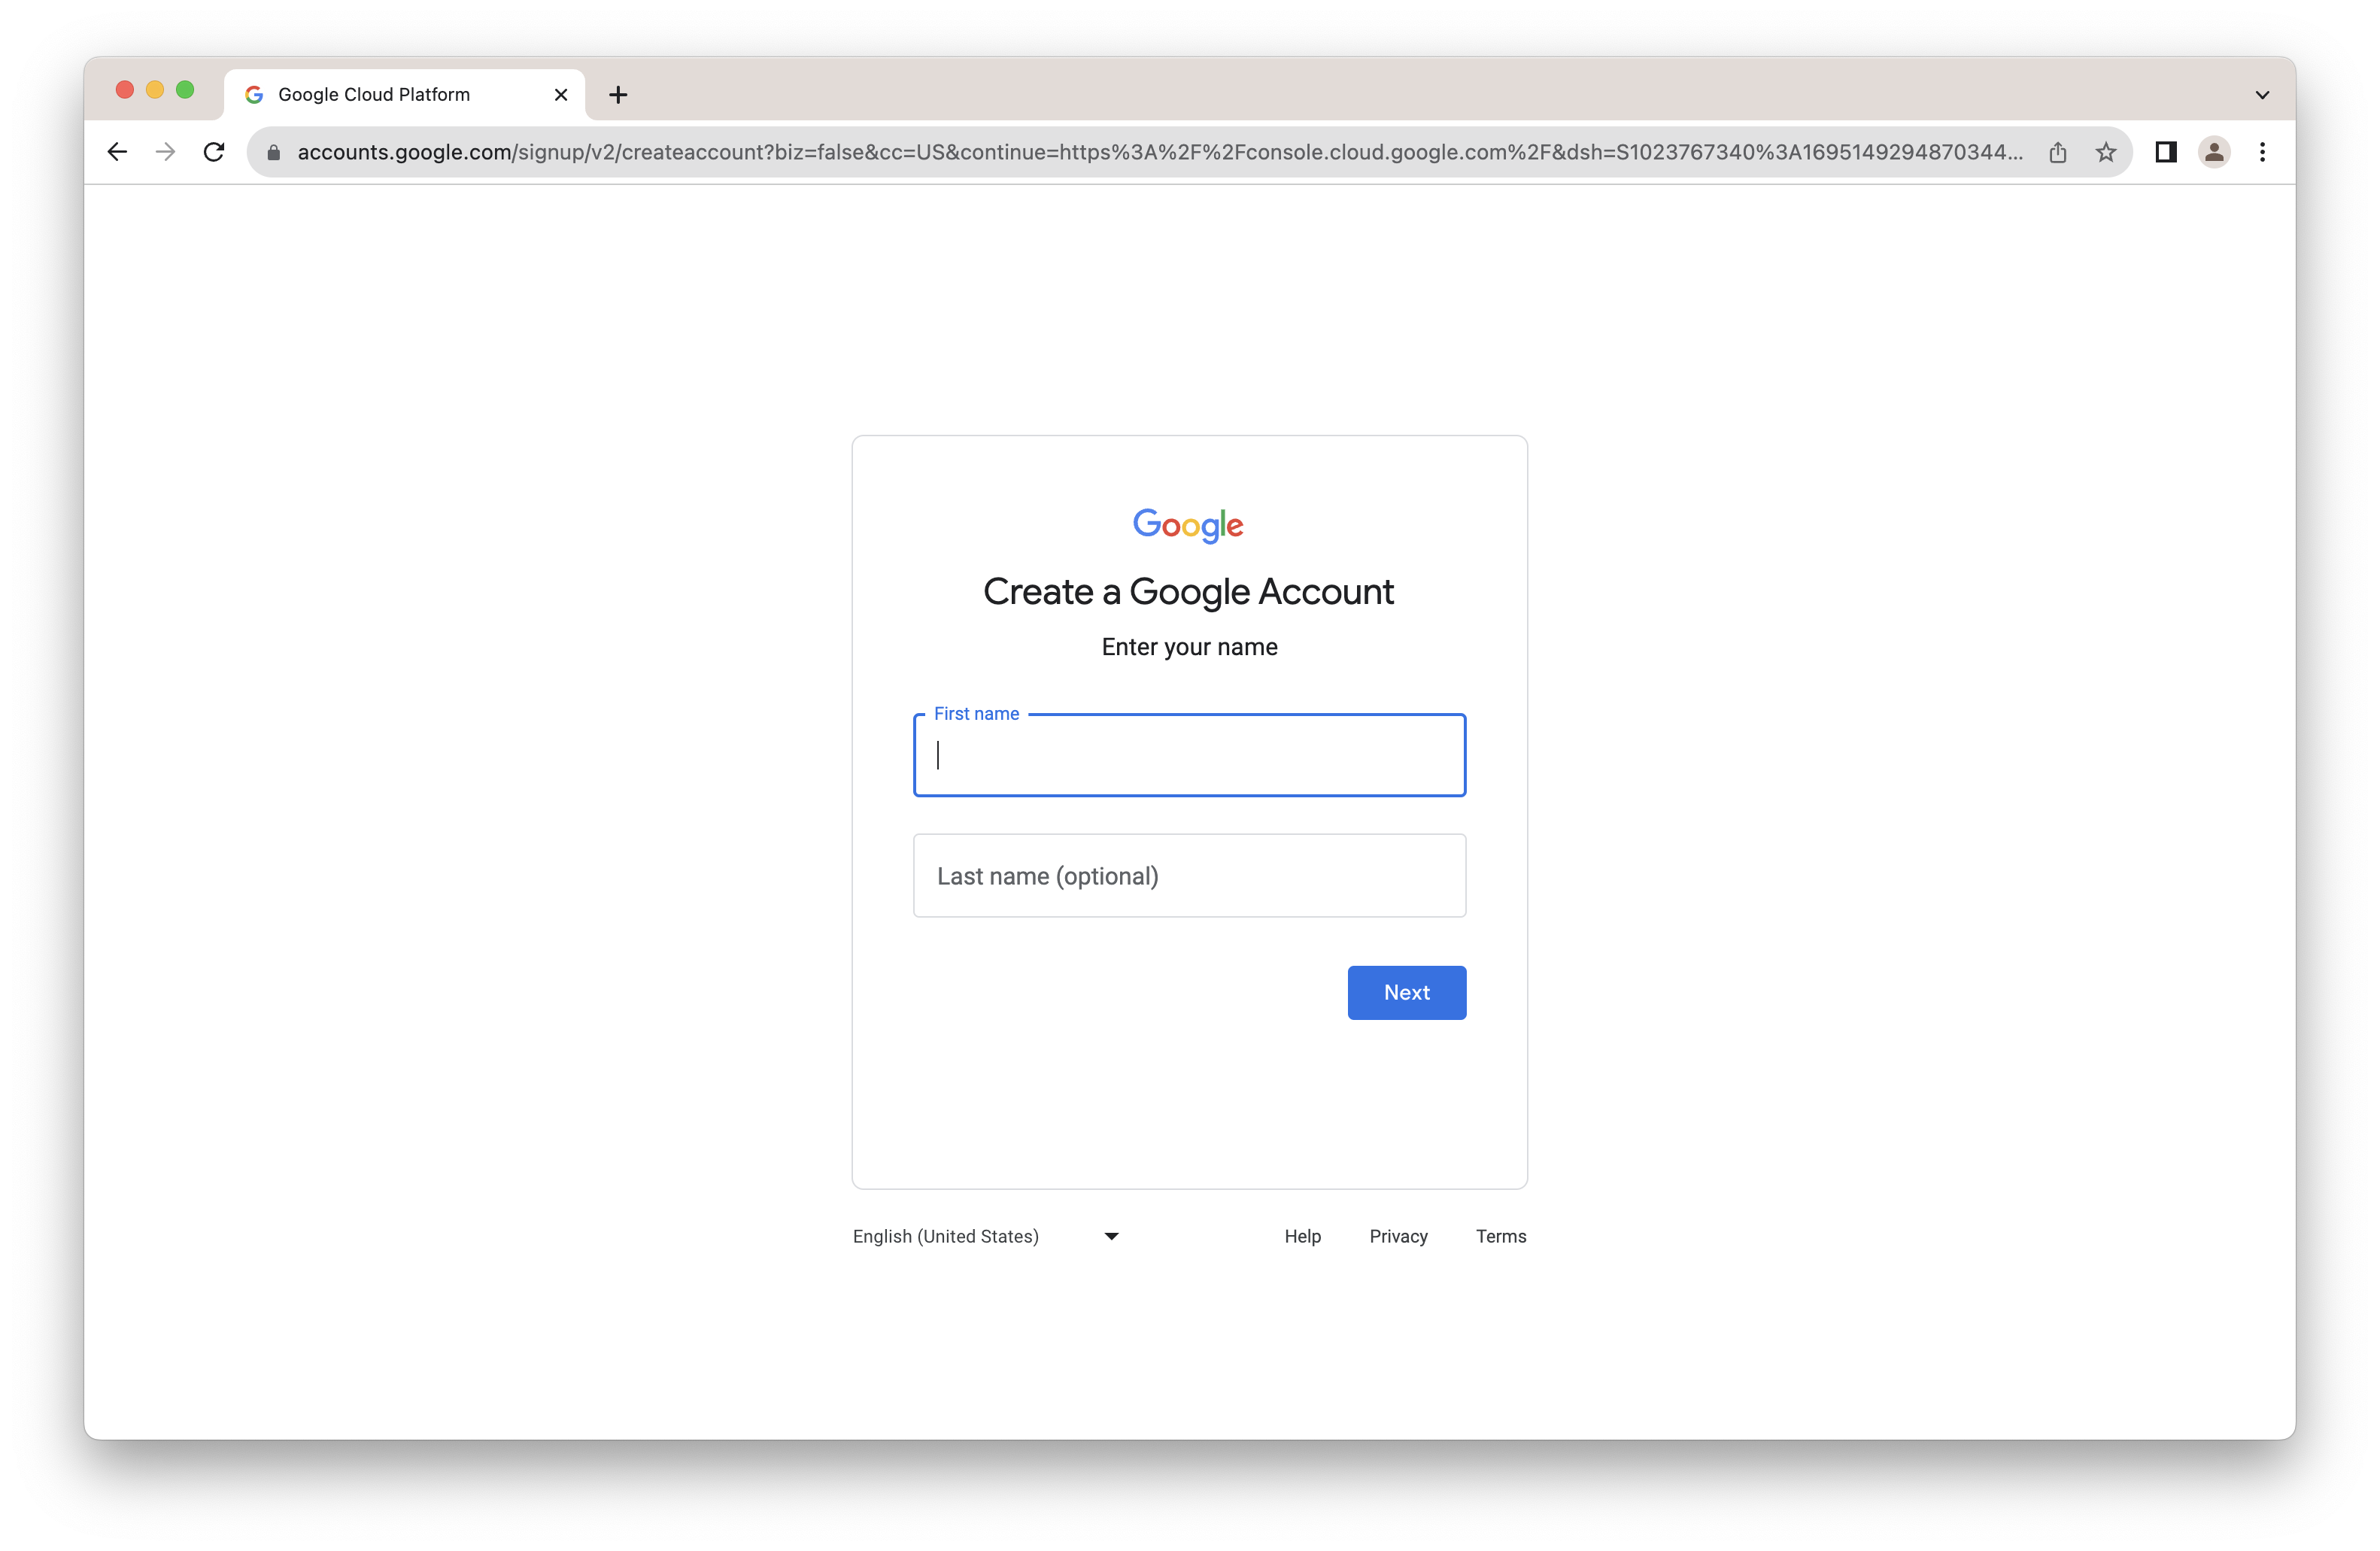 Google Cloud Platform
accounts.google.com/signup/v2/createaccount?biz=false&cc=US&continue=https%3A%2F%2Fconsole.cloud.google.com%2F&dsh=S1023767340%3A1695149294870344...
Google
Create a Google Account
Enter your name
First name
Last name (optional)
Next
English (United States) Help Privacy Terms